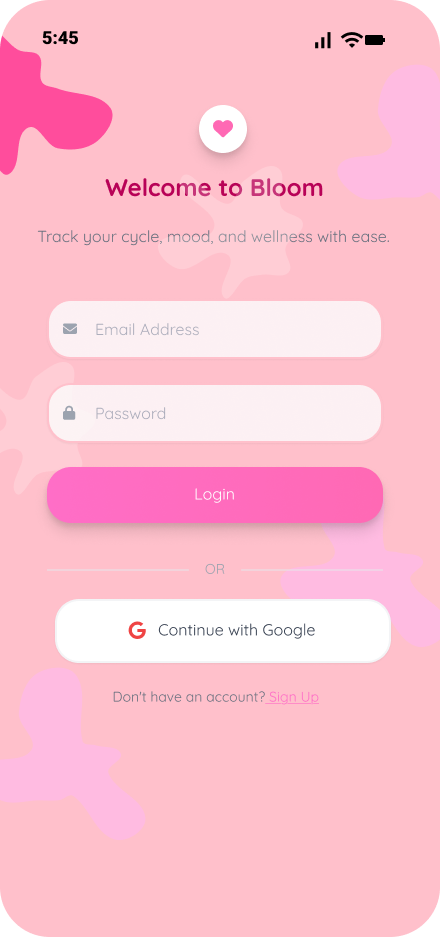 5:45
Welcome to Bloom
Track your cycle, mood, and wellness with ease.
Email Address
Password
Login
OR
Continue with Google
Don't have an account? Sign Up